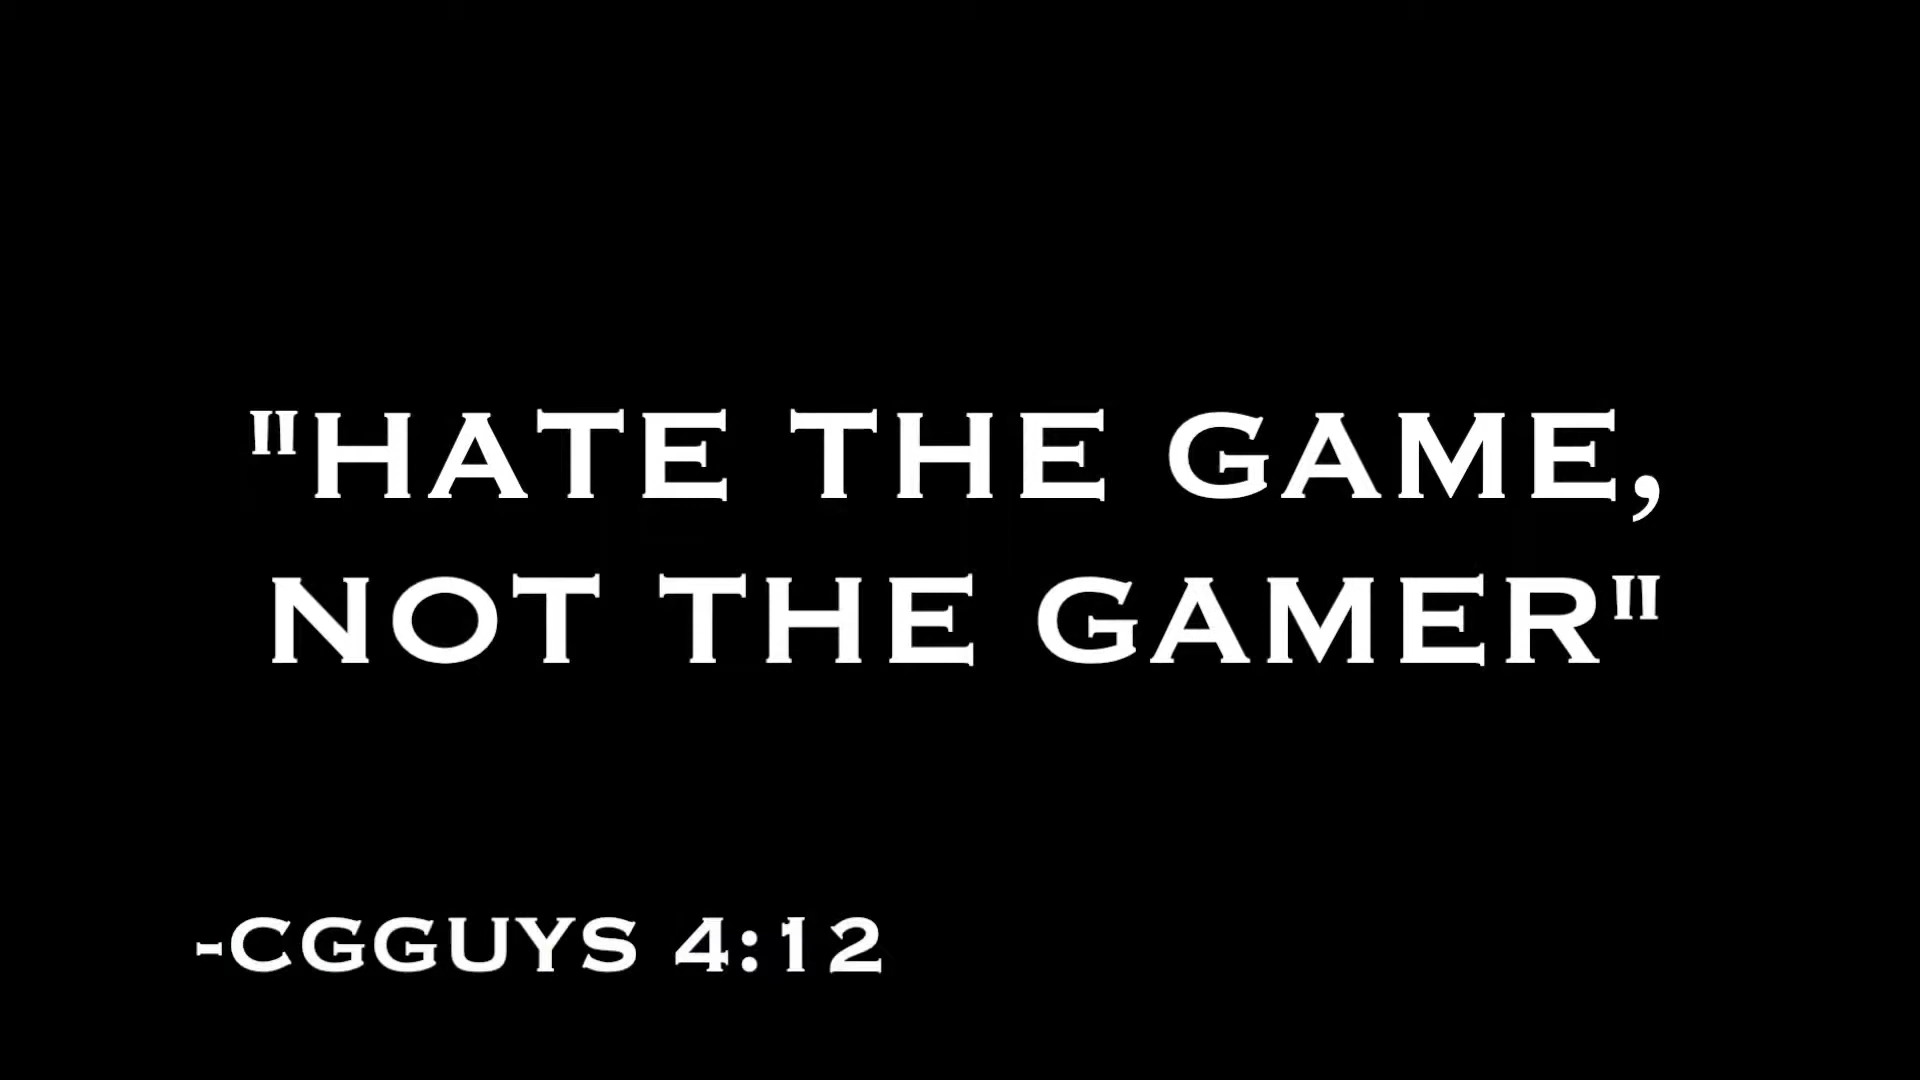 "HATE THE GAME,
NOT THE GAMER"
-CGGUYS 4:12